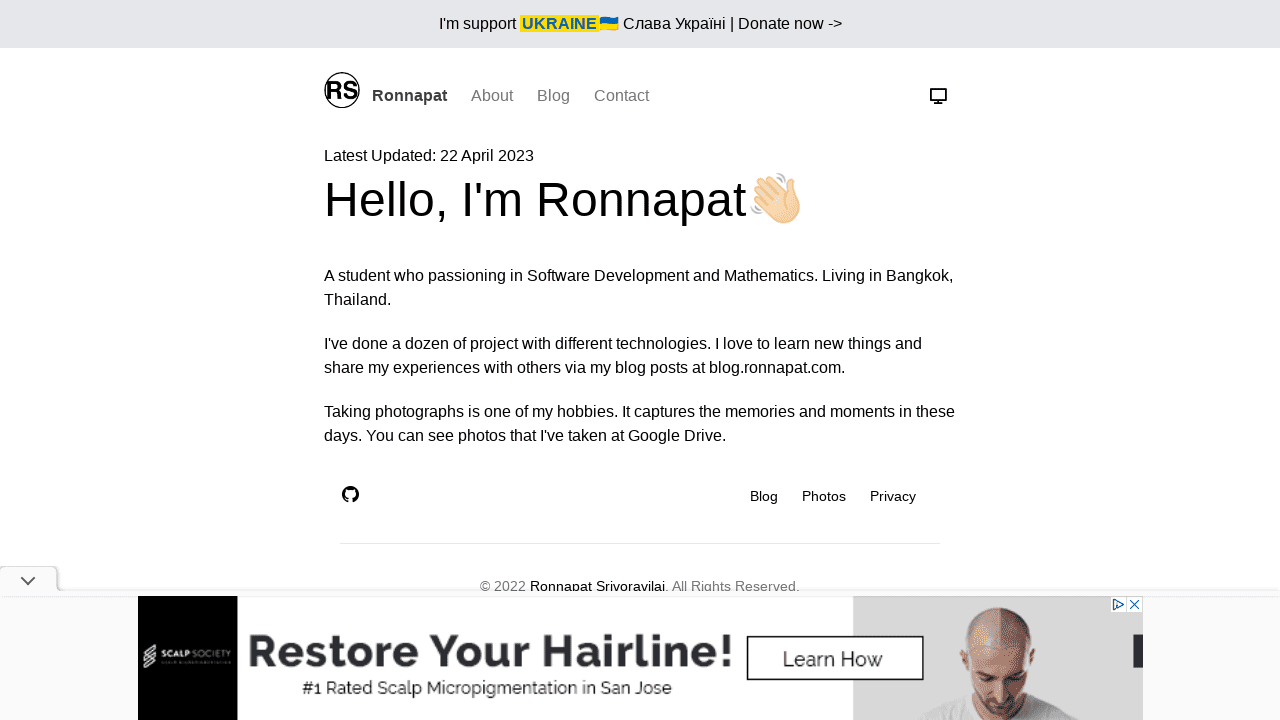 I'm support UKRAINE🇺🇦 Слава Україні | Donate now ->
RS Ronnapat About Blog Contact
Latest Updated: 22 April 2023
Hello, I'm Ronnapat👋🏻
A student who passioning in Software Development and Mathematics. Living in Bangkok,
Thailand.
I've done a dozen of project with different technologies. I love to learn new things and
share my experiences with others via my blog posts at blog.ronnapat.com.
Taking photographs is one of my hobbies. It captures the memories and moments in these
days. You can see photos that I've taken at Google Drive.
Blog Photos Privacy
© 2022 Ronnapat Srivoravilai. All Rights Reserved.
SCALP SOCIETY
Restore Your Hairline!
#1 Rated Scalp Micropigmentation in San Jose
Learn How